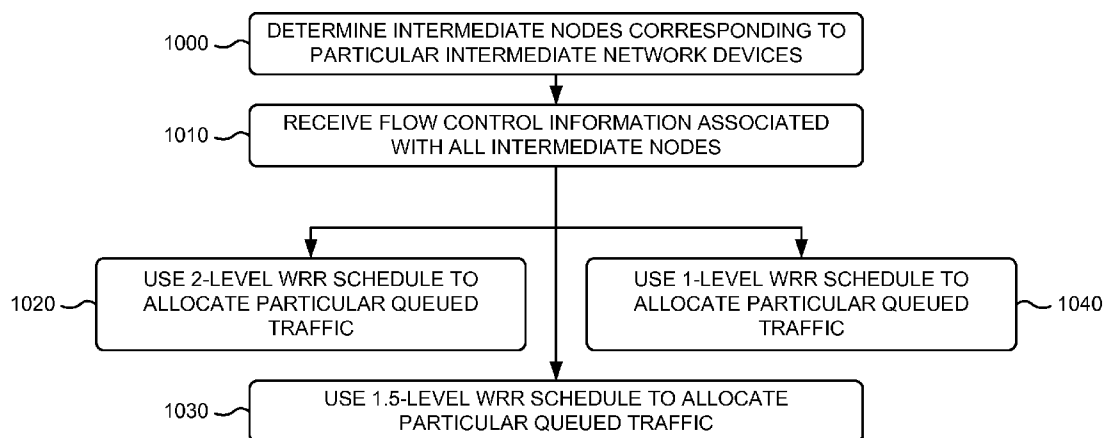 1000
DETERMINE INTERMEDIATE NODES CORRESPONDING TO
PARTICULAR INTERMEDIATE NETWORK DEVICES
1010
RECEIVE FLOW CONTROL INFORMATION ASSOCIATED
WITH ALL INTERMEDIATE NODES
1020
USE 2-LEVEL WRR SCHEDULE TO
ALLOCATE PARTICULAR QUEUED
TRAFFIC
USE 1-LEVEL WRR SCHEDULE TO
ALLOCATE PARTICULAR QUEUED
TRAFFIC
1040
1030
USE 1.5-LEVEL WRR SCHEDULE TO ALLOCATE
PARTICULAR QUEUED TRAFFIC